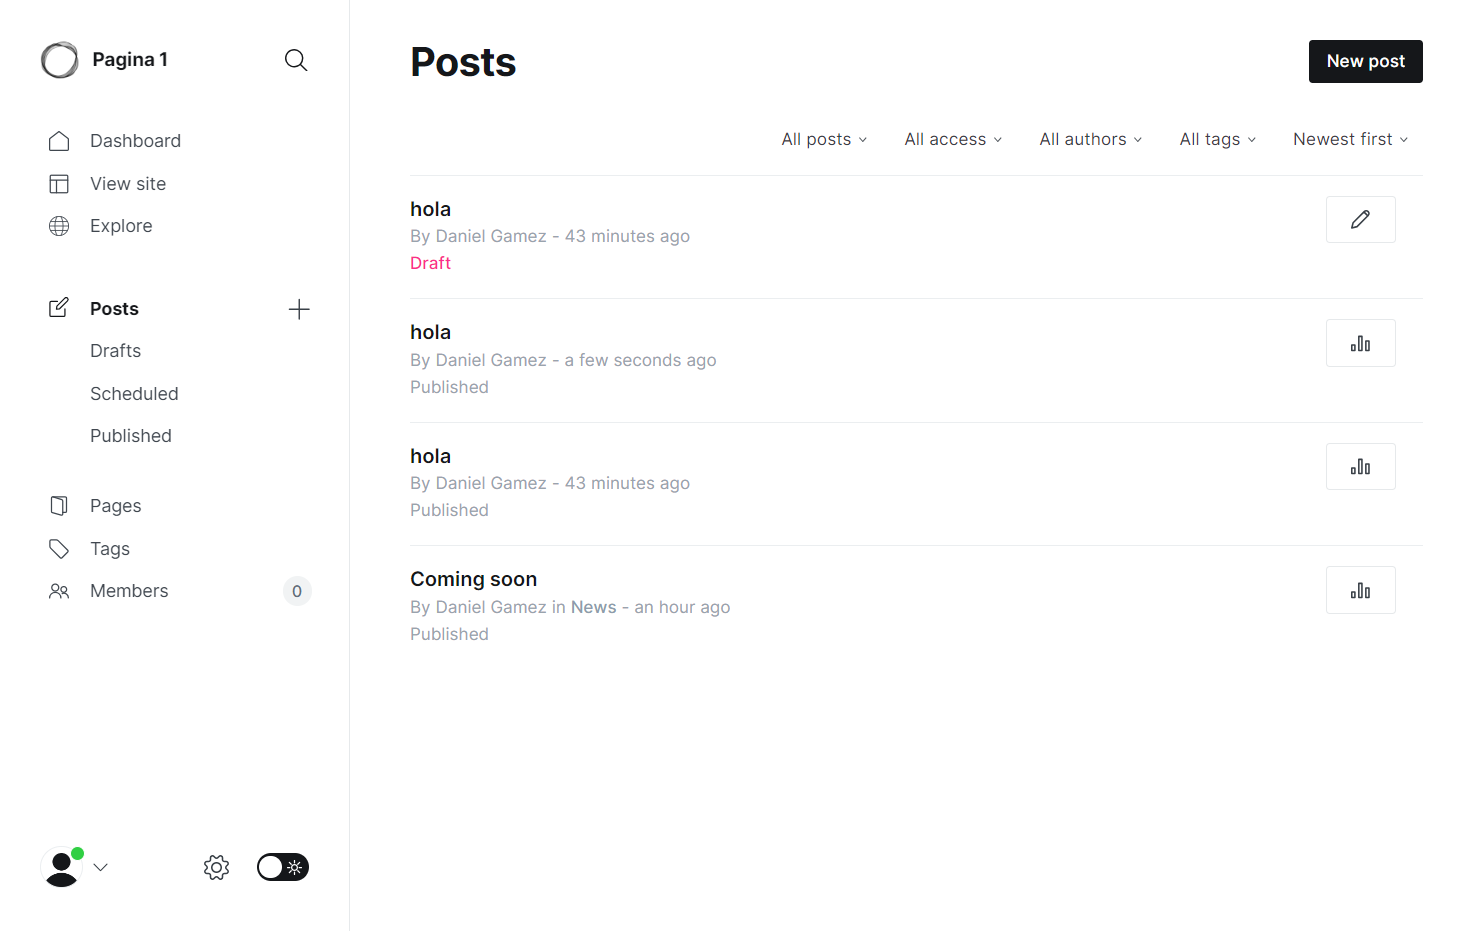 Pagina 1
Dashboard
View site
Explore
Posts
Drafts
Scheduled
Published
Pages
Tags
Members 0
Posts
New post
All posts All access All authors All tags Newest first
hola
By Daniel Gamez - 43 minutes ago
Draft
hola
By Daniel Gamez - a few seconds ago
Published
hola
By Daniel Gamez - 43 minutes ago
Published
Coming soon
By Daniel Gamez in News - an hour ago
Published